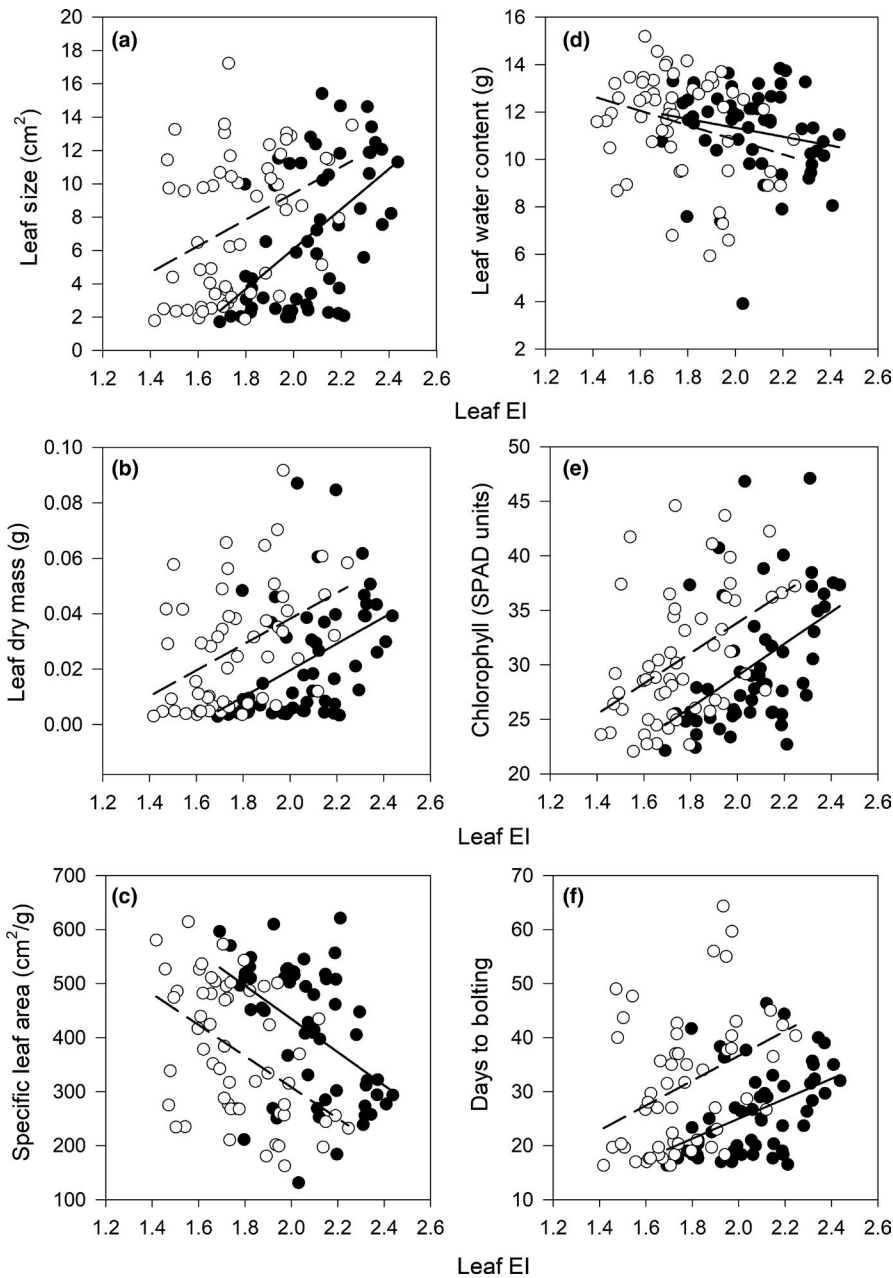 (a)
Leaf size (cm2)
20
18
16
14
12
10
8
6
4
2
0
1.2 1.4 1.6 1.8 2.0 2.2 2.4 2.6
(d)
Leaf water content (g)
16
14
12
10
8
6
4
2
1.2 1.4 1.6 1.8 2.0 2.2 2.4 2.6
Leaf EI
(b)
Leaf dry mass (g)
0.10
0.08
0.06
0.04
0.02
0.00
1.2 1.4 1.6 1.8 2.0 2.2 2.4 2.6
(e)
Chlorophyll (SPAD units)
50
45
40
35
30
25
20
1.2 1.4 1.6 1.8 2.0 2.2 2.4 2.6
Leaf EI
(c)
Specific leaf area (cm2/g)
700
600
500
400
300
200
100
1.2 1.4 1.6 1.8 2.0 2.2 2.4 2.6
(f)
Days to bolting
70
60
50
40
30
20
10
1.2 1.4 1.6 1.8 2.0 2.2 2.4 2.6
Leaf EI